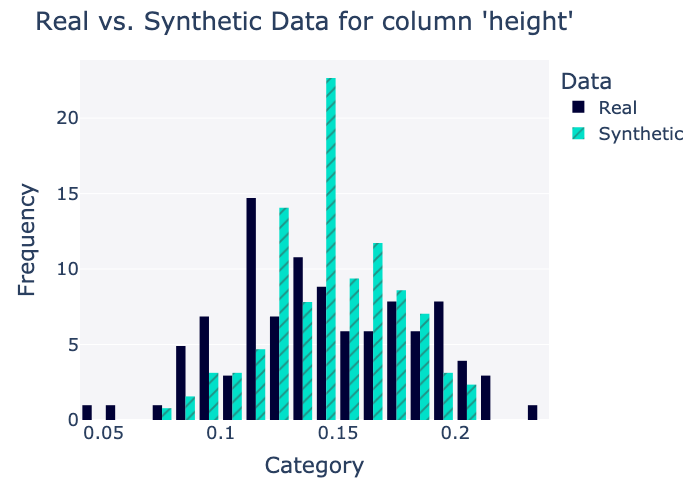 Real vs. Synthetic Data for column 'height'
Data
Real
Synthetic
Frequency
20
15
10
5
0
0.05
0.1
0.15
0.2
Category